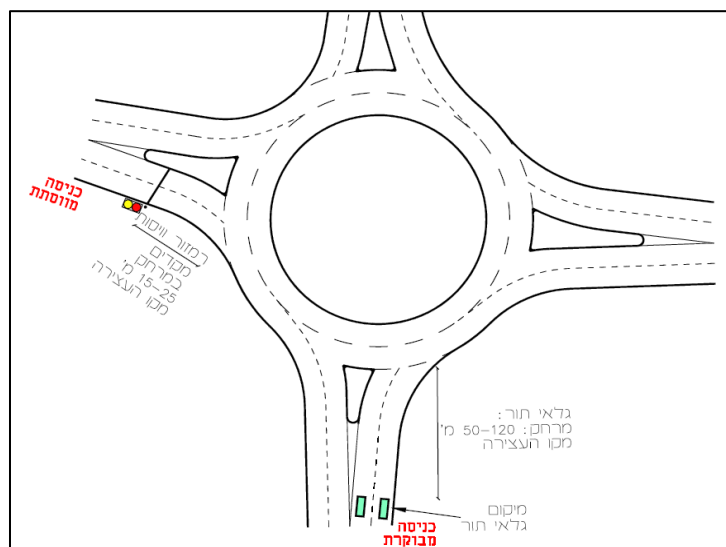 כניסה
מווסתת
רמזור וויסות
מקדים
במרחק
15-25 מ'
מקו העצירה
גלאי תור:
מרחק: 50-120 מ'
מקו העצירה
מיקום
גלאי תור
כניסה
מבוקרת